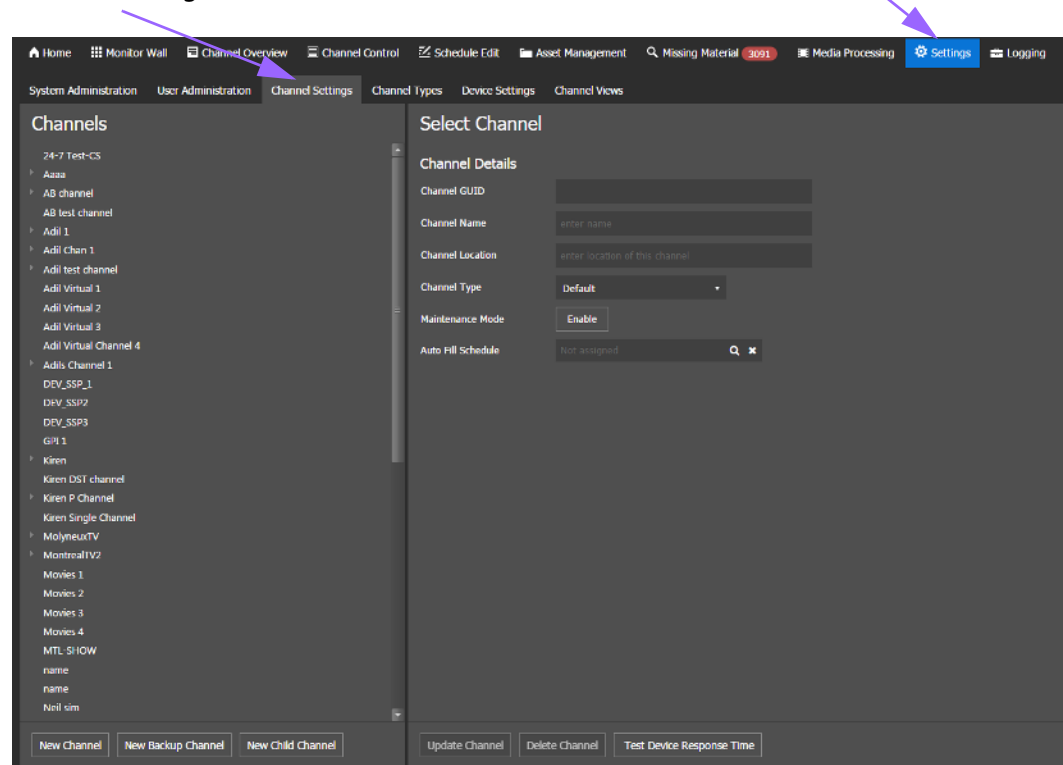 Home Monitor Wall Channel Overview Channel Control Schedule Edit Asset Management Missing Material 3091 Media Processing Settings Logging
System Administration User Administration Channel Settings Channel Types Device Settings Channel Views
Channels
24-7 Test-CS
Aaaa
AB channel
AB test channel
Adil 1
Adil Chan 1
Adil test channel
Adil Virtual 1
Adil Virtual 2
Adil Virtual 3
Adil Virtual Channel 4
Adils Channel 1
DEV_SSP_1
DEV_SSP2
DEV_SSP3
GPI 1
Kiren
Kiren DST channel
Kiren P Channel
Kiren Single Channel
MolyneuxTV
MontrealTV2
Movies 1
Movies 2
Movies 3
Movies 4
MTL-SHOW
name
name
Neil sim
New Channel New Backup Channel New Child Channel
Select Channel
Channel Details
Channel GUID
Channel Name enter name
Channel Location enter location of this channel
Channel Type Default
Maintenance Mode Enable
Auto Fill Schedule Not assigned
Update Channel Delete Channel Test Device Response Time